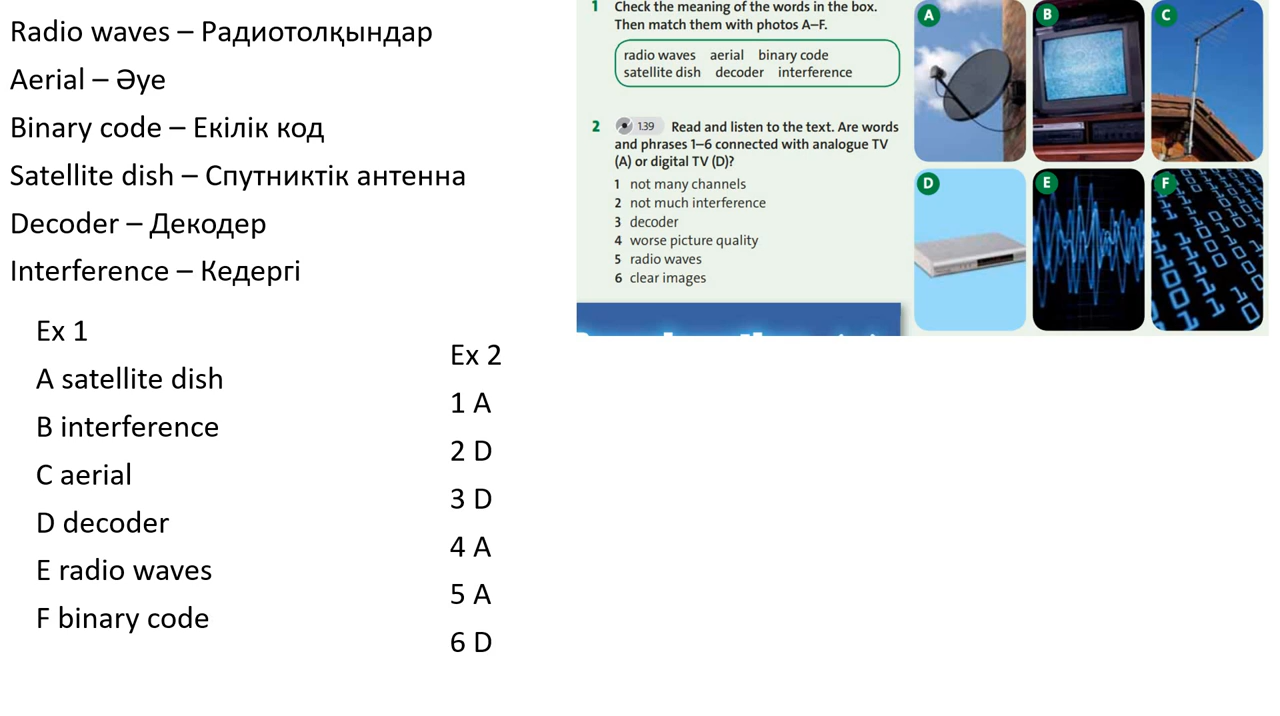 Radio waves – Радиотолқындар
Aerial – Әуе
Binary code – Екілік код
Satellite dish – Спутниктік антенна
Decoder – Декодер
Interference – Кедергі
Ex 1
A satellite dish
B interference
C aerial
D decoder
E radio waves
F binary code
Ex 2
1 A
2 D
3 D
4 A
5 A
6 D
1 Check the meaning of the words in the box.
Then match them with photos A–F.
radio waves aerial binary code
satellite dish decoder interference
2 1.39 Read and listen to the text. Are words
and phrases 1–6 connected with analogue TV
(A) or digital TV (D)?
1 not many channels
2 not much interference
3 decoder
4 worse picture quality
5 radio waves
6 clear images
A
B
C
D
E
F